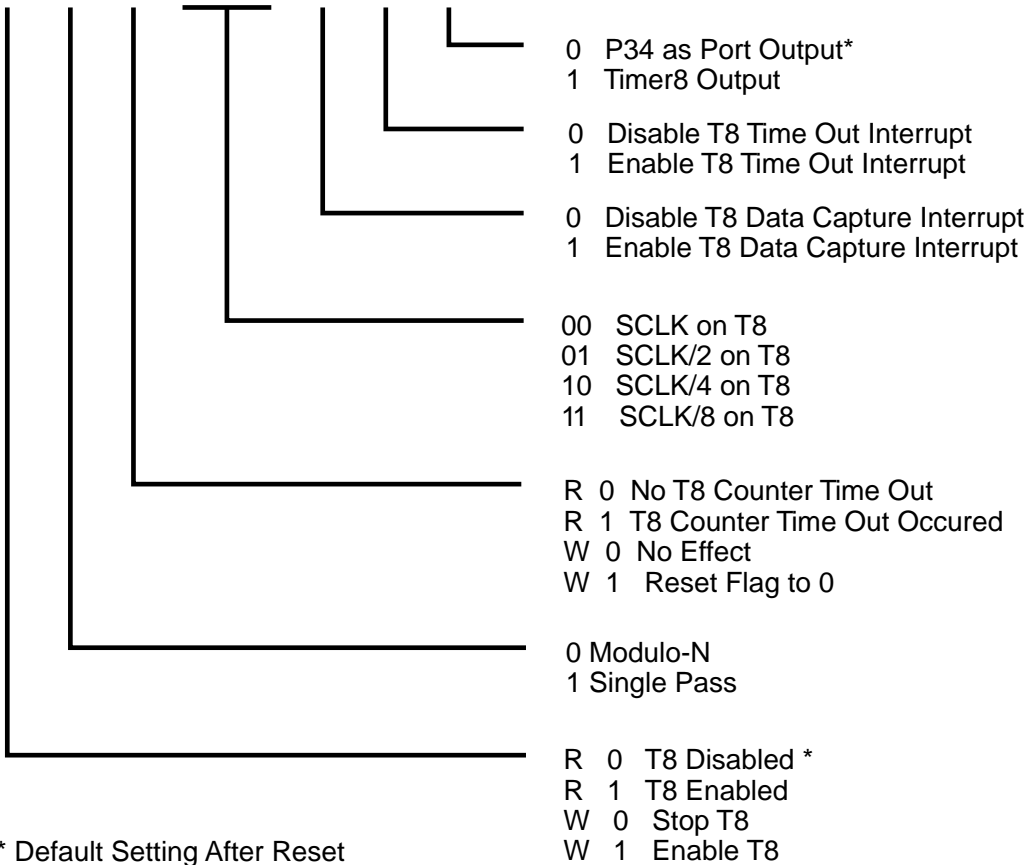 0 P34 as Port Output*
1 Timer8 Output
0 Disable T8 Time Out Interrupt
1 Enable T8 Time Out Interrupt
0 Disable T8 Data Capture Interrupt
1 Enable T8 Data Capture Interrupt
00 SCLK on T8
01 SCLK/2 on T8
10 SCLK/4 on T8
11 SCLK/8 on T8
R 0 No T8 Counter Time Out
R 1 T8 Counter Time Out Occured
W 0 No Effect
W 1 Reset Flag to 0
0 Modulo-N
1 Single Pass
R 0 T8 Disabled *
R 1 T8 Enabled
W 0 Stop T8
W 1 Enable T8
* Default Setting After Reset